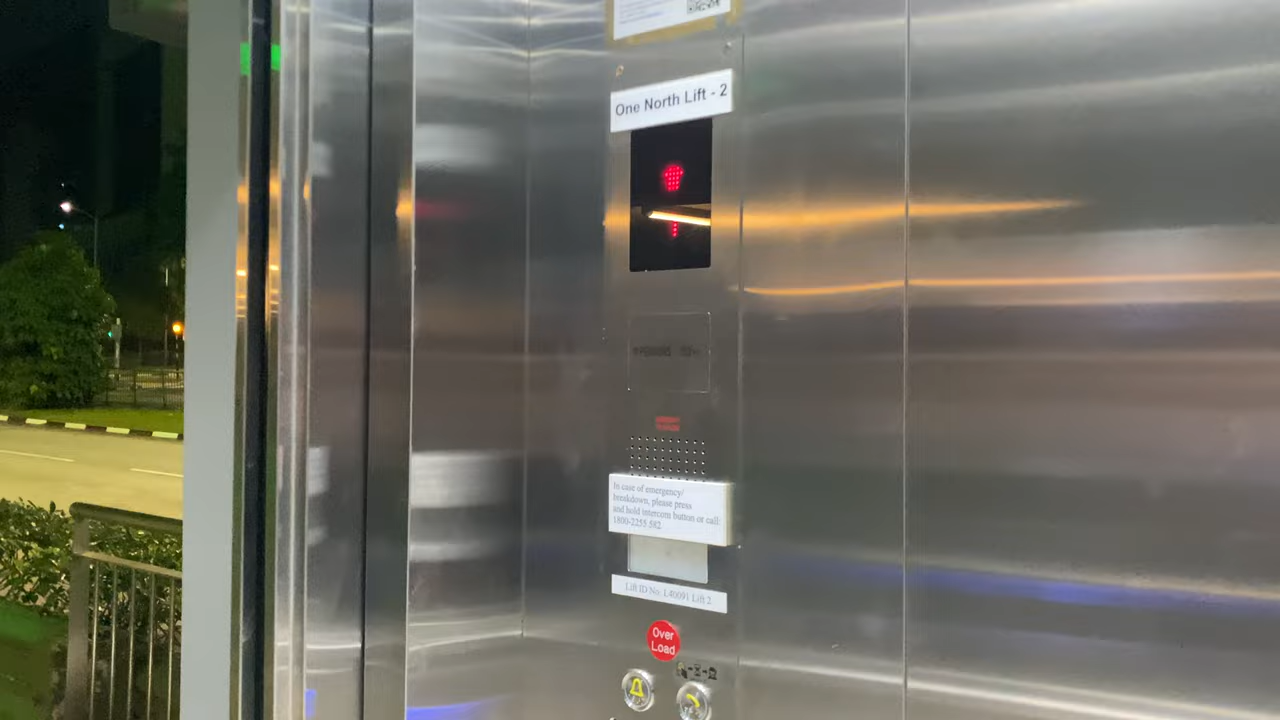 One North Lift - 2
In case of emergency/
breakdown, please press
and hold intercom button or call:
1800-2255 582
Lift ID No: L40091 Lift 2
Over
Load